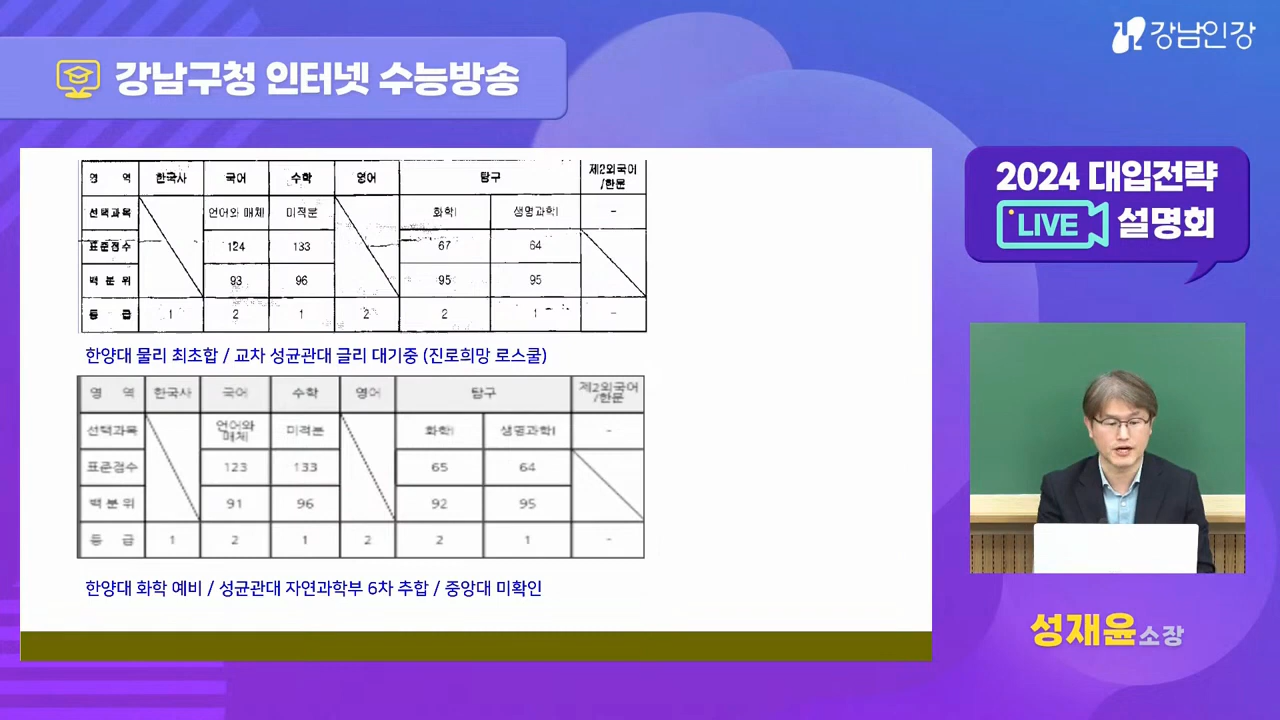 강남인강
강남구청 인터넷 수능방송
2024 대입전략
LIVE 설명회
영 역 한국사 국어 수학 영어 탐구 제2외국어/한문
선택과목 언어와 매체 미적분 화학I 생명과학I -
표준점수 124 133 67 64
백분위 93 96 95 95
등급 1 2 1 2 2 1 -
한양대 물리 최초합 / 교차 성균관대 글리 대기중 (진로희망 로스쿨)
영 역 한국사 국어 수학 영어 탐구 제2외국어/한문
선택과목 언어와 매체 미적분 화학I 생명과학I -
표준점수 123 133 65 64
백분위 91 96 92 95
등급 1 2 1 2 2 1 -
한양대 화학 예비 / 성균관대 자연과학부 6차 추합 / 중앙대 미확인
성재윤 소장